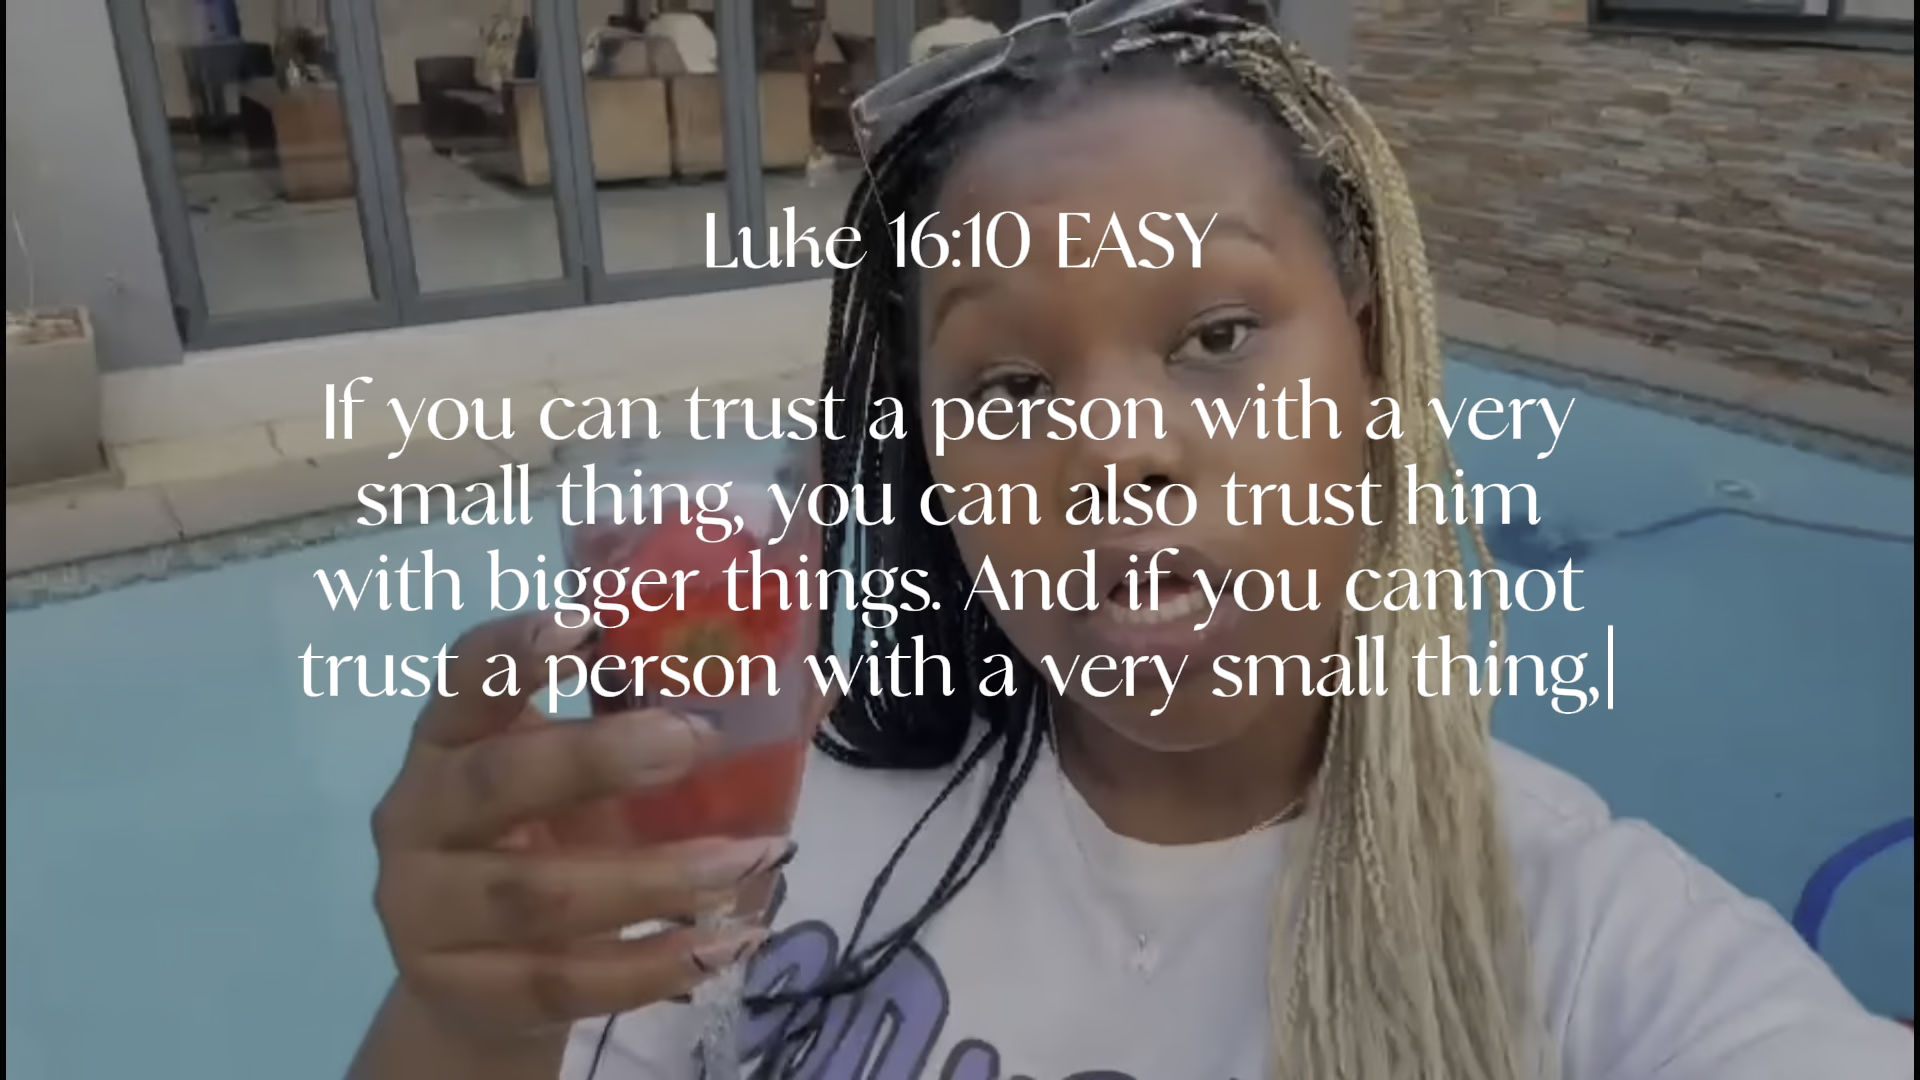 Luke 16:10 EASY
If you can trust a person with a very
small thing, you can also trust him
with bigger things. And if you cannot
trust a person with a very small thing,